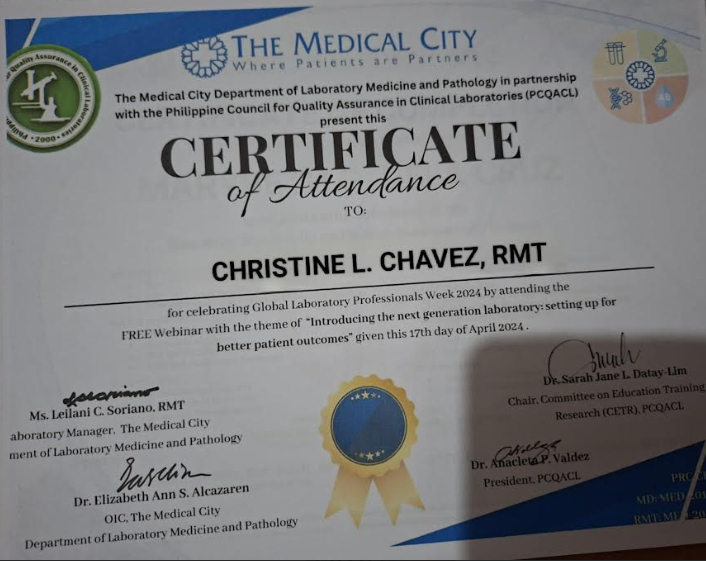 THE MEDICAL CITY
Where Patients are Partners
Quality Assurance in Clinical Laboratories
2000
The Medical City Department of Laboratory Medicine and Pathology in partnership
with the Philippine Council for Quality Assurance in Clinical Laboratories (PCQACL)
present this
CERTIFICATE
of Attendance
TO:
CHRISTINE L. CHAVEZ, RMT
for celebrating Global Laboratory Professionals Week 2024 by attending the
FREE Webinar with the theme of "Introducing the next generation laboratory: setting up for
better patient outcomes" given this 17th day of April 2024 .
Ms. Leilani C. Soriano, RMT
aboratory Manager, The Medical City
ment of Laboratory Medicine and Pathology
Dr. Elizabeth Ann S. Alcazaren
OIC, The Medical City
Department of Laboratory Medicine and Pathology
Dr. Sarah Jane L. Datay-Lim
Chair, Committee on Education Training
Research (CETR), PCQACL
Dr. Anacleta P. Valdez
President, PCQACL